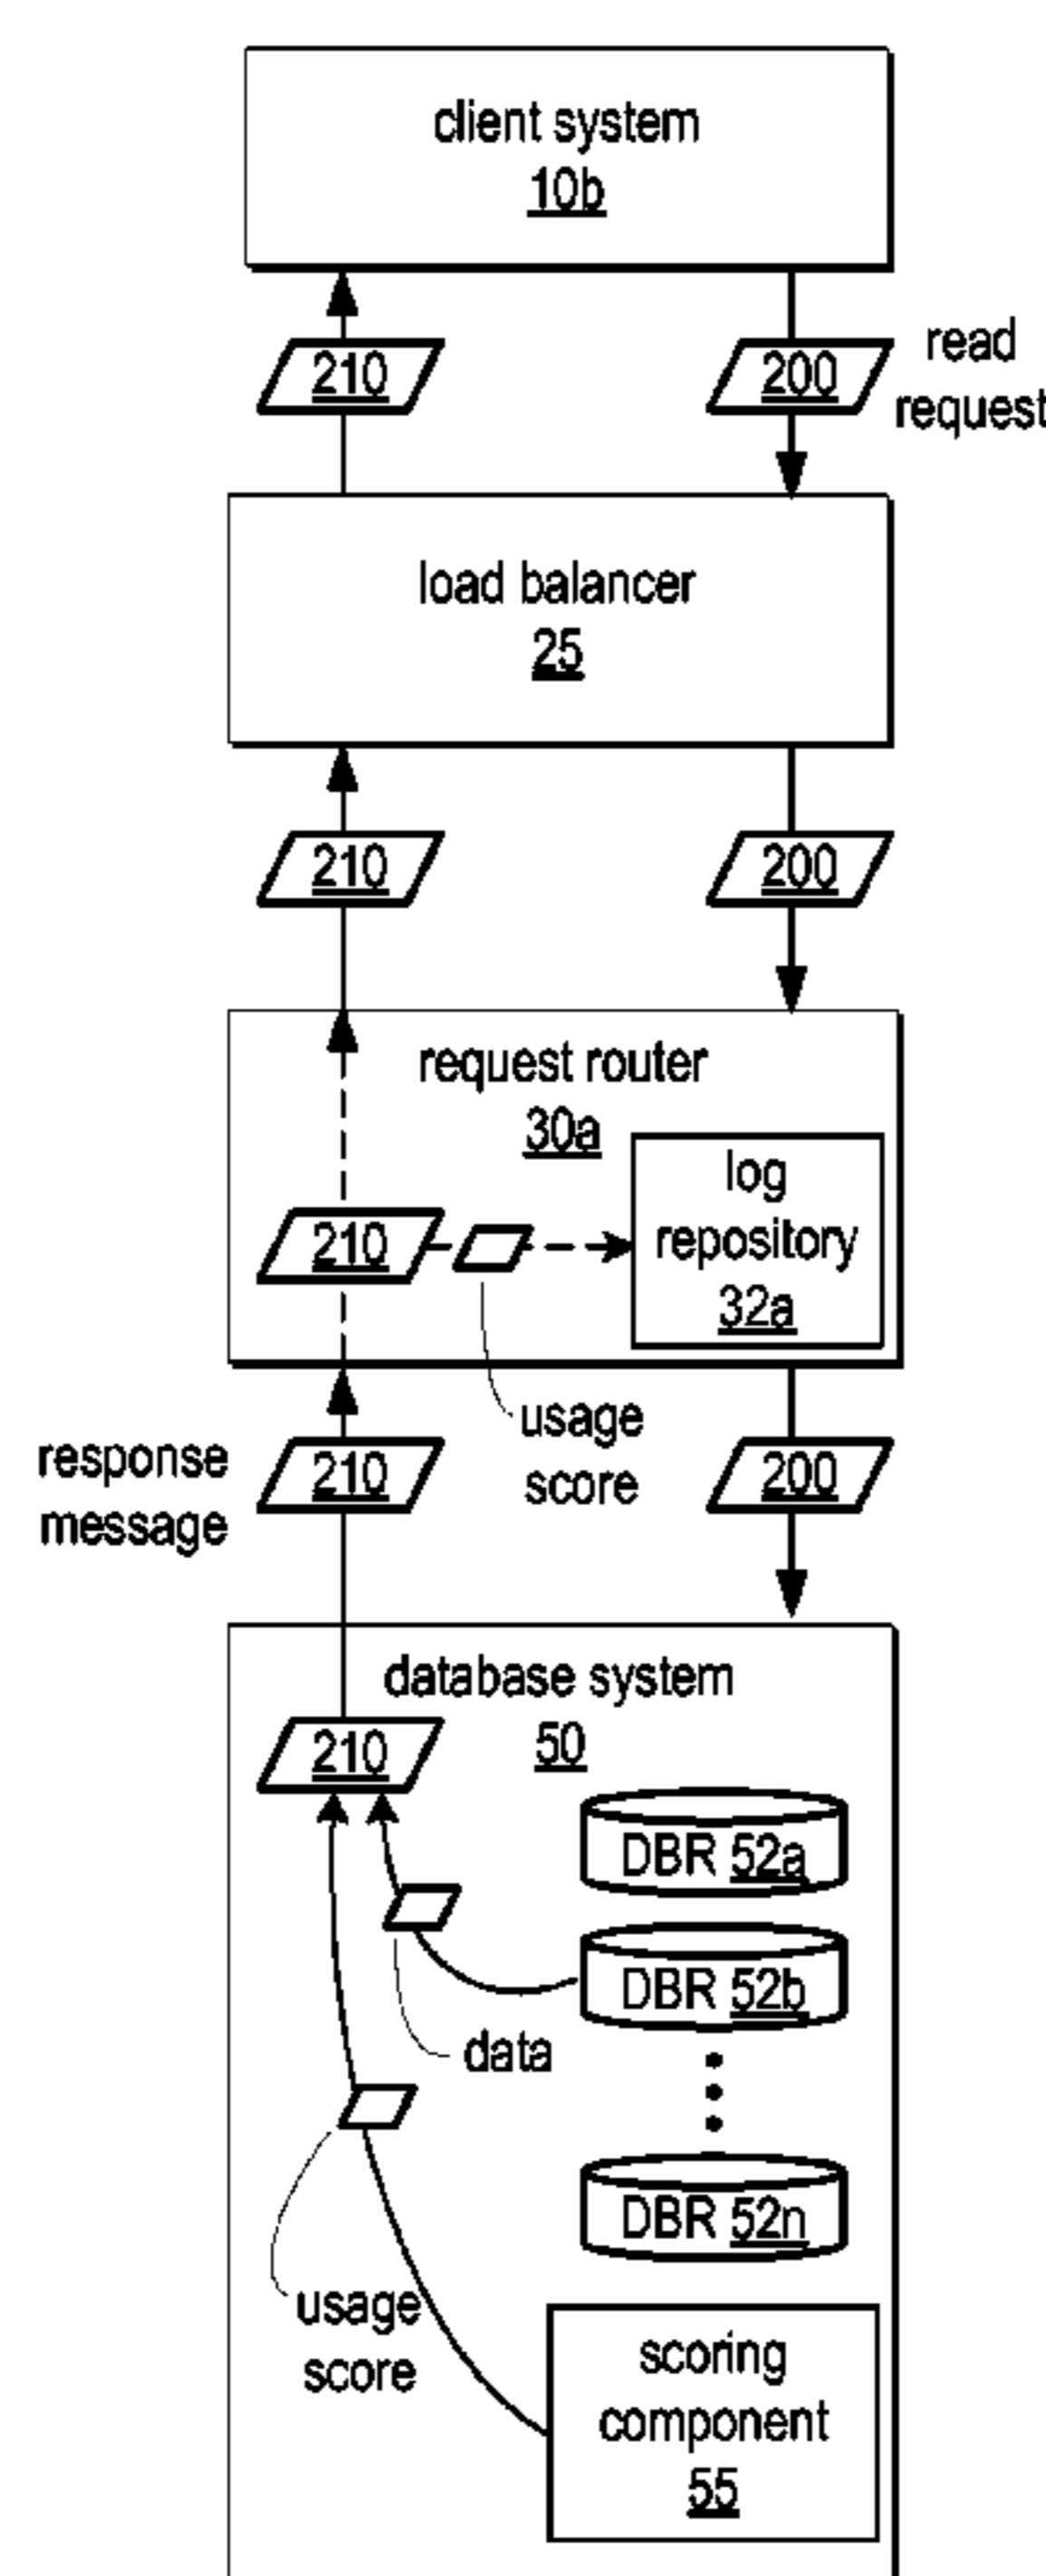 client system
10b
210
200
read
request
load balancer
25
210
200
request router
30a
log
repository
32a
210
usage
score
response
message
210
200
database system
50
210
DBR 52a
DBR 52b
data
DBR 52n
usage
score
scoring
component
55